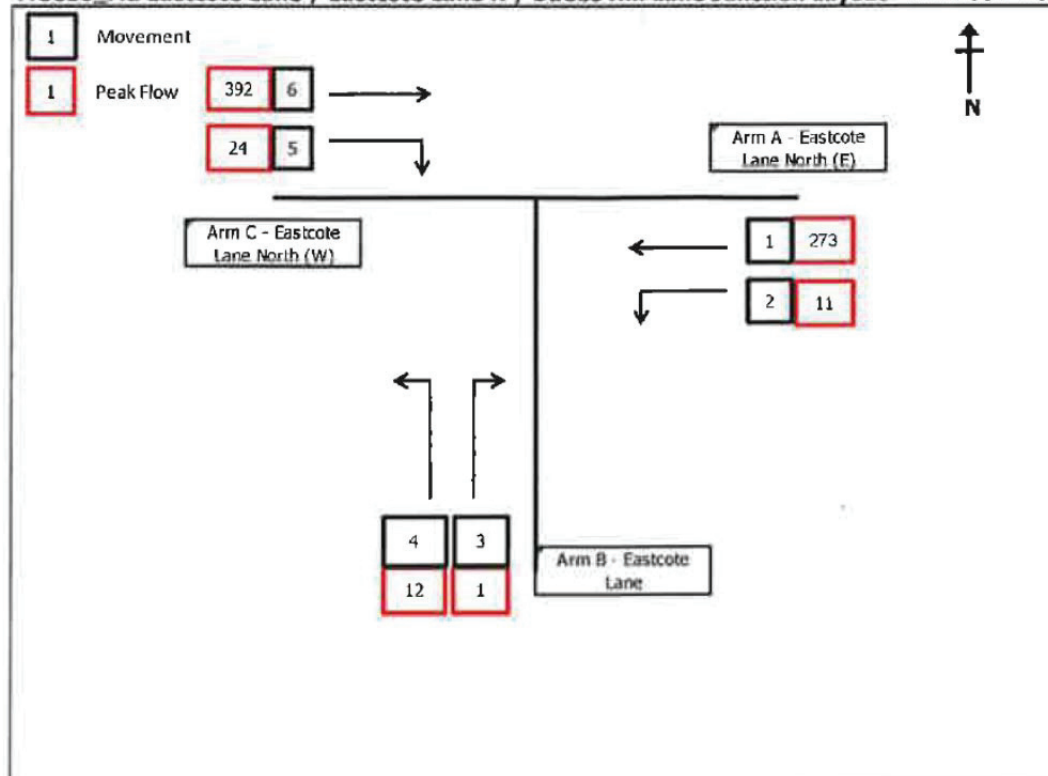 1 Movement
1 Peak Flow
392 6
24 5
N
Arm A - Eastcote
Lane North (E)
Arm C - Eastcote
Lane North (W)
1 273
2 11
4 3
12 1
Arm B - Eastcote
Lane